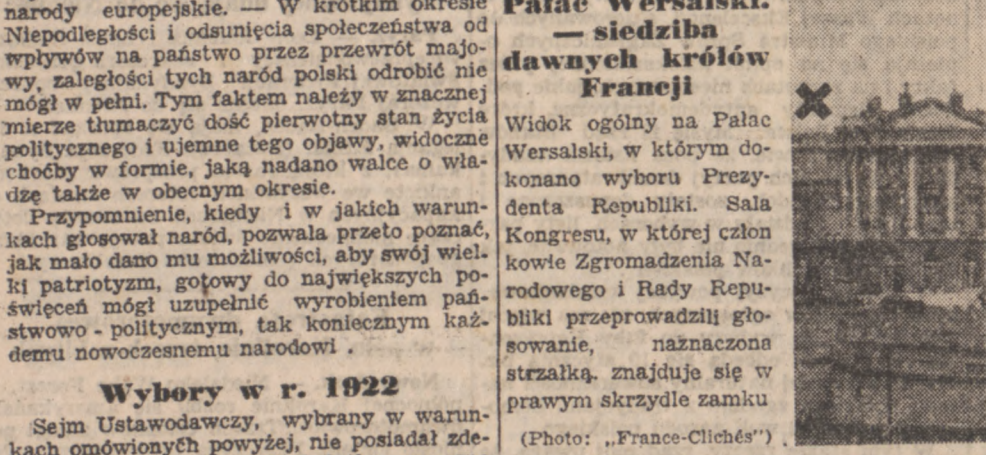 narody europejskie. — W krótkim okresie
Niepodległości i odsunięcia społeczeństwa od
wpływów na państwo przez przewrót majo-
wy, zaległości tych naród polski odrobić nie
mógł w pełni. Tym faktem należy w znacznej
mierze tłumaczyć dość pierwotny stan życia
politycznego i ujemne tego objawy, widoczne
choćby w formie, jaką nadano walce o wła-
dzę także w obecnym okresie.
Przypomnienie, kiedy i w jakich warun-
kach głosował naród, pozwala przeto poznać,
jak mało dano mu możliwości, aby swój wiel-
ki patriotyzm, gotowy do największych po-
święceń mógł uzupełnić wyrobieniem pań-
stwowo - politycznym, tak koniecznym każ-
demu nowoczesnemu narodowi .
Wybory w r. 1922
Sejm Ustawodawczy, wybrany w warun-
kach omówionych powyżej, nie posiadał zde-
Pałac Wersalski.
— siedziba
dawnych królów
Francji
Widok ogólny na Pałac
Wersalski, w którym do-
konano wyboru Prezy-
denta Republiki. Sala
Kongresu, w której człon
kowie Zgromadzenia Na-
rodowego i Rady Repu-
bliki przeprowadzili gło-
sowanie, naznaczona
strzałką. znajduje się w
prawym skrzydle zamku
(Photo: „France-Clichés") .